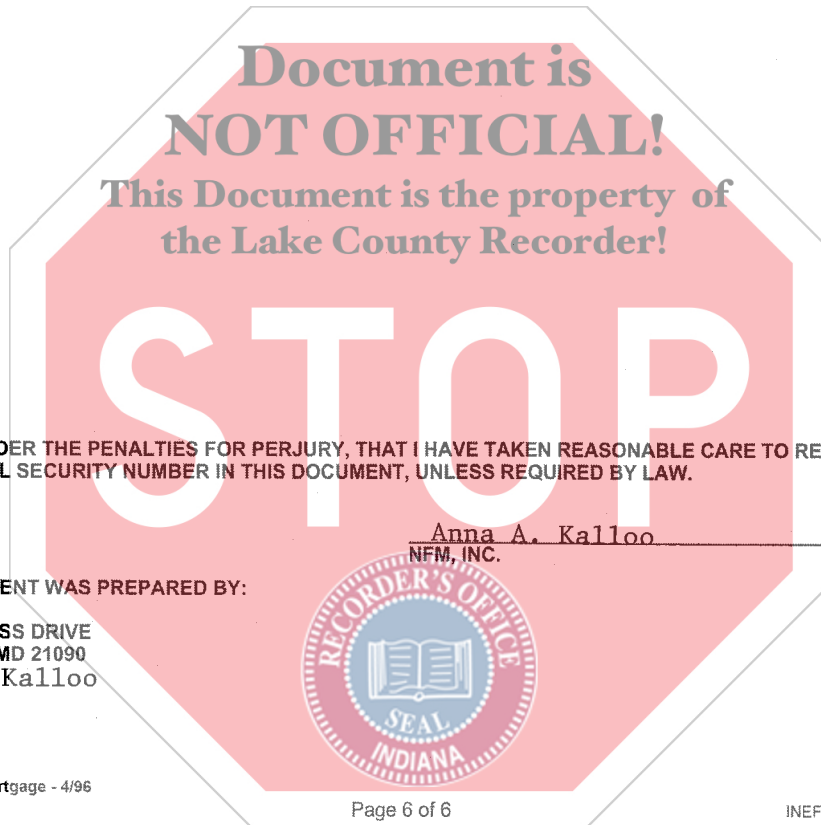 Document is
NOT OFFICIAL!
This Document is the property of
the Lake County Recorder!
STOP
DER THE PENALTIES FOR PERJURY, THAT I HAVE TAKEN REASONABLE CARE TO RE
L SECURITY NUMBER IN THIS DOCUMENT, UNLESS REQUIRED BY LAW.
Anna A. Kalloo
NFM, INC.
ENT WAS PREPARED BY:
SS DRIVE
MD 21090
Kalloo
RECORDER'S OFFICE
SEAL
INDIANA
rtgage - 4/96
Page 6 of 6
INEF